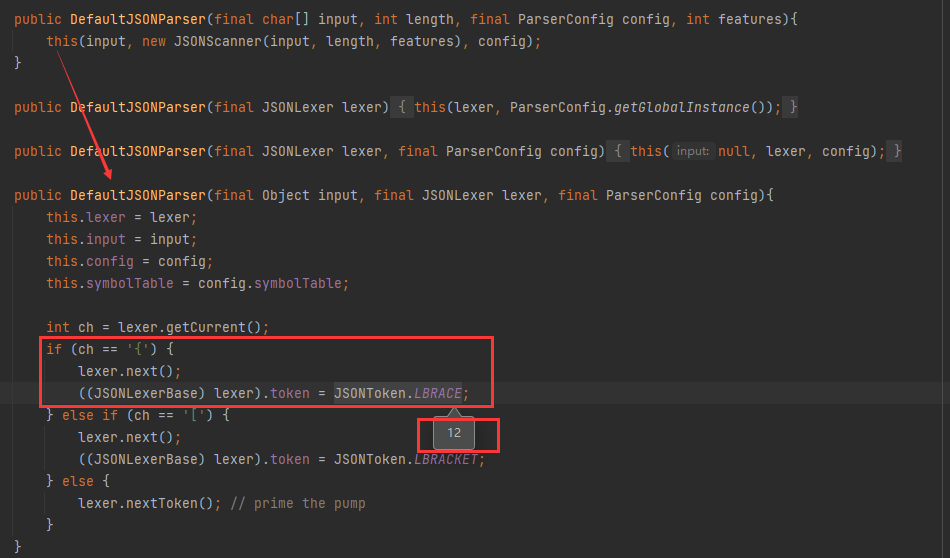 public DefaultJSONParser(final char[] input, int length, final ParserConfig config, int features){
this(input, new JSONScanner(input, length, features), config);
}
public DefaultJSONParser(final JSONLexer lexer) { this(lexer, ParserConfig.getGlobalInstance()); }
public DefaultJSONParser(final JSONLexer lexer, final ParserConfig config) { this( input: null, lexer, config); }
public DefaultJSONParser(final Object input, final JSONLexer lexer, final ParserConfig config){
this.lexer = lexer;
this.input = input;
this.config = config;
this.symbolTable = config.symbolTable;
int ch = lexer.getCurrent();
if (ch == '{') {
lexer.next();
((JSONLexerBase) lexer).token = JSONToken.LBRACE;
} else if (ch == '[') {
12
lexer.next();
((JSONLexerBase) lexer).token = JSONToken.LBRACKET;
} else {
lexer.nextToken(); // prime the pump
}
}